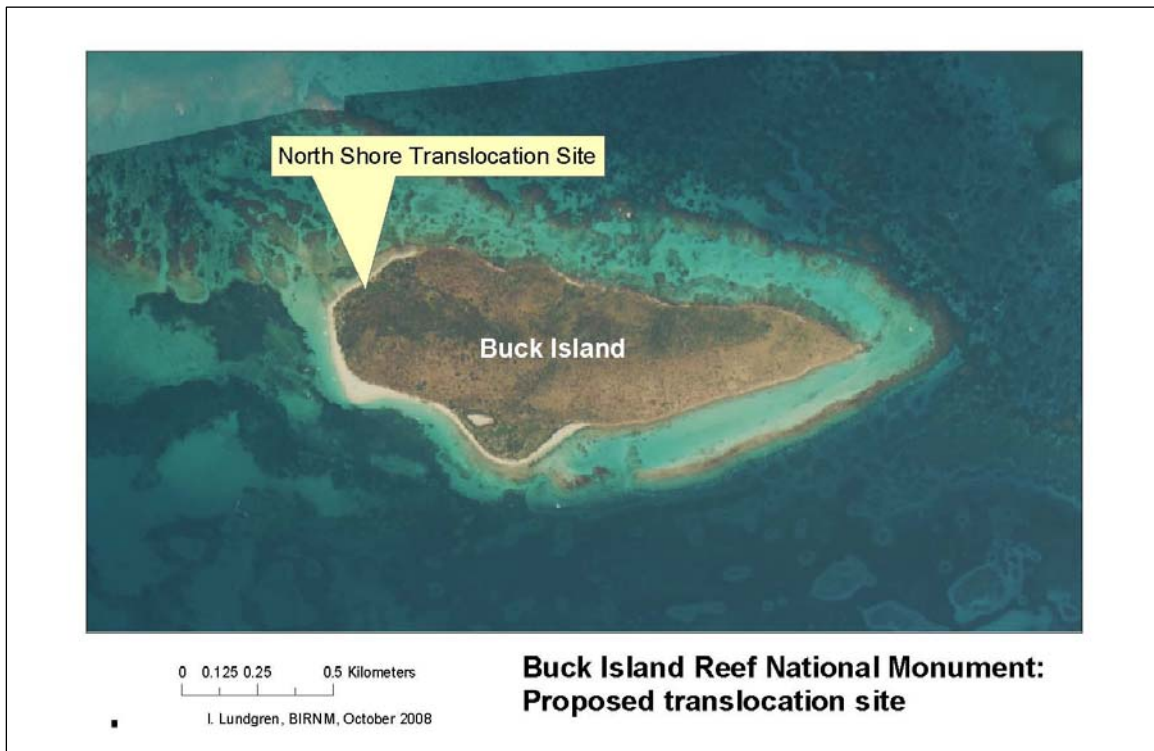 North Shore Translocation Site
Buck Island
0 0.125 0.25 0.5 Kilometers
I. Lundgren, BIRNM, October 2008
Buck Island Reef National Monument:
Proposed translocation site